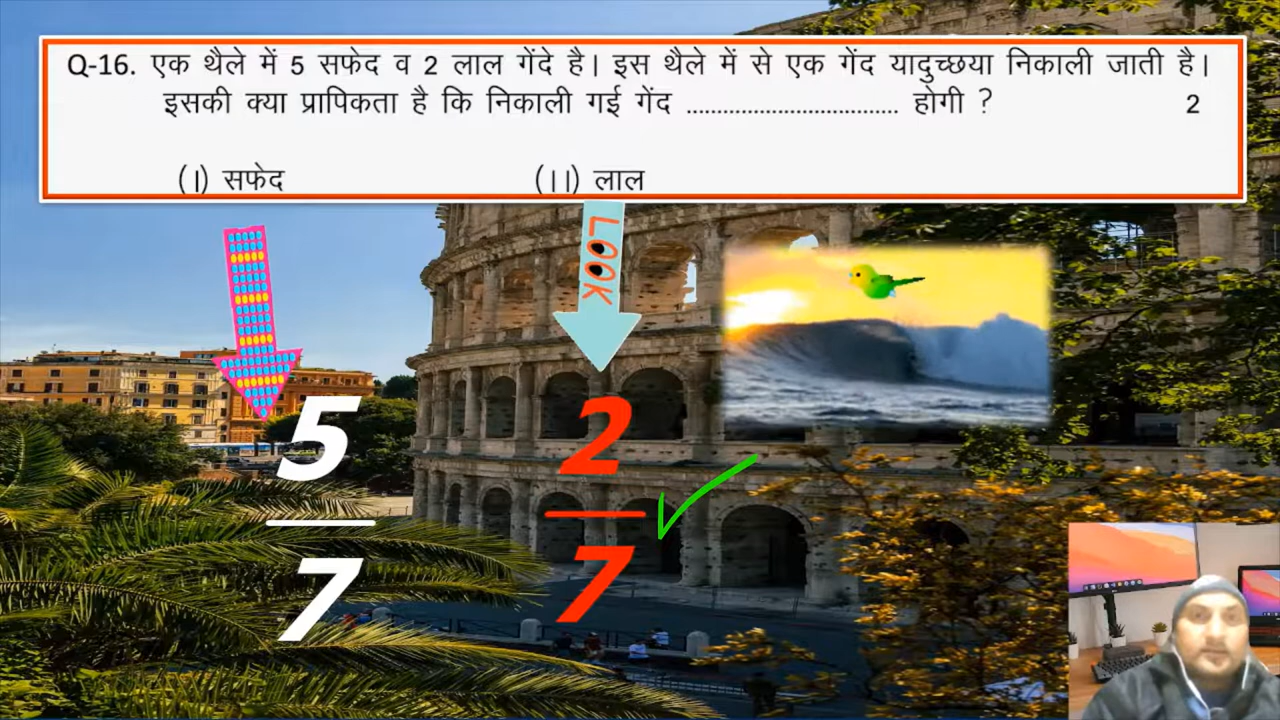 Q-16. एक थैले में 5 सफेद व 2 लाल गेंदे है। इस थैले में से एक गेंद यादुच्छया निकाली जाती है।
इसकी क्या प्रापिकता है कि निकाली गई गेंद ................................... होगी ? 2
(I) सफेद (II) लाल
LOOK
5 2
7 7